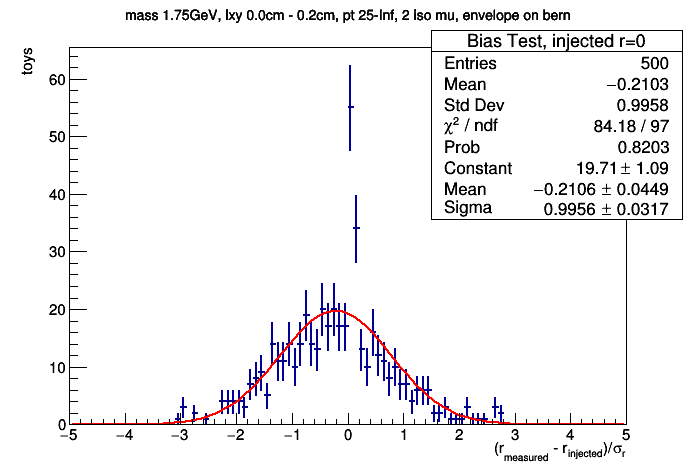 mass 1.75GeV, lxy 0.0cm - 0.2cm, pt 25-Inf, 2 Iso mu, envelope on bern
Bias Test, injected r=0
Entries 500
Mean −0.2103
Std Dev 0.9958
χ² / ndf 84.18 / 97
Prob 0.8203
Constant 19.71 ± 1.09
Mean −0.2106 ± 0.0449
Sigma 0.9956 ± 0.0317
toys
60
50
40
30
20
10
0
−5 −4 −3 −2 −1 0 1 2 3 4 5
(r_measured - r_injected)/σ_r